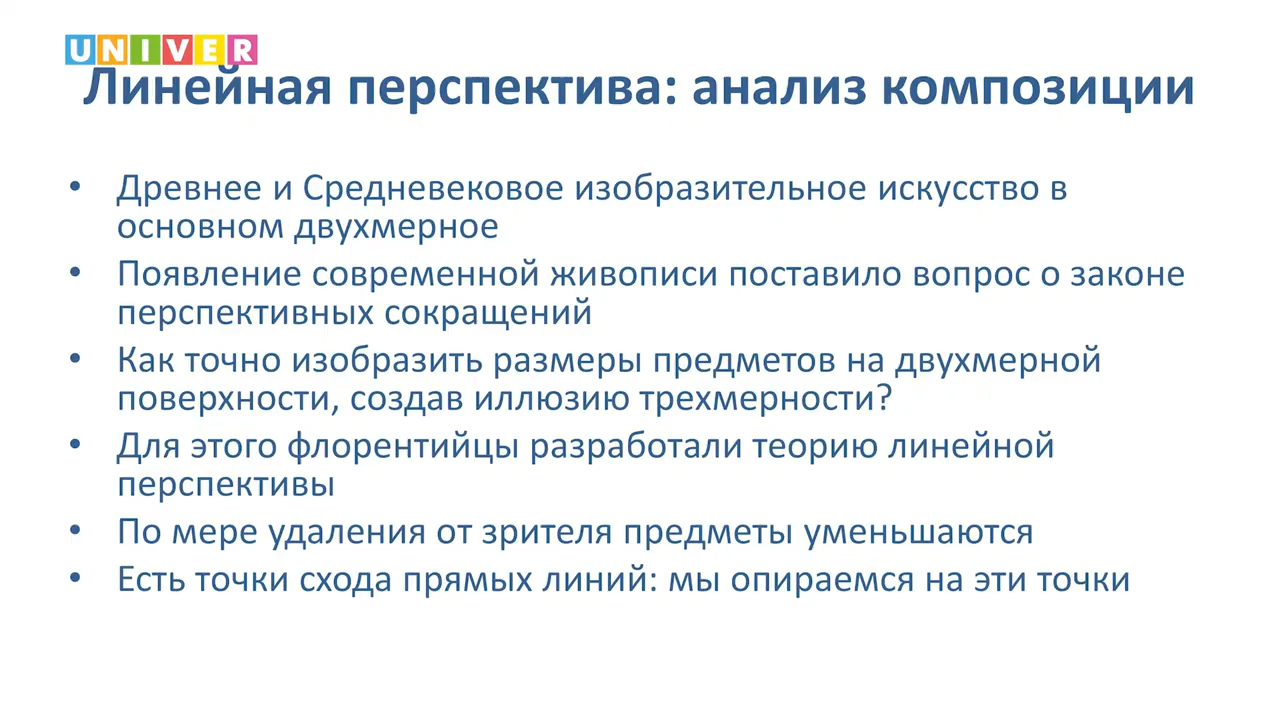 UNIVER
Линейная перспектива: анализ композиции
• Древнее и Средневековое изобразительное искусство в
основном двухмерное
• Появление современной живописи поставило вопрос о законе
перспективных сокращений
• Как точно изобразить размеры предметов на двухмерной
поверхности, создав иллюзию трехмерности?
• Для этого флорентийцы разработали теорию линейной
перспективы
• По мере удаления от зрителя предметы уменьшаются
• Есть точки схода прямых линий: мы опираемся на эти точки